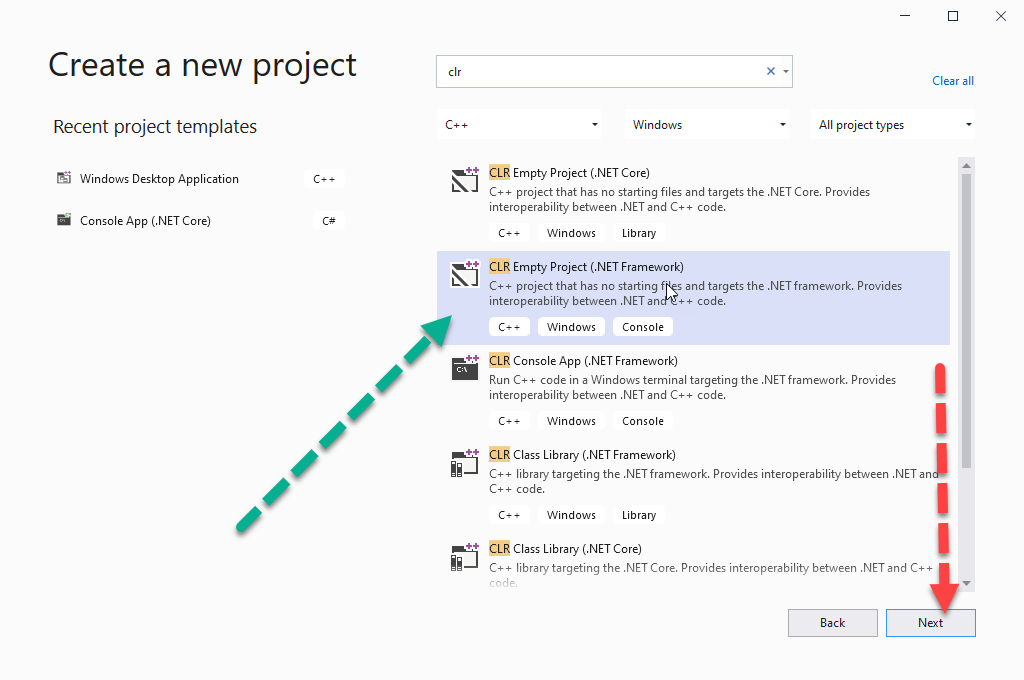 Create a new project
clr
Clear all
Recent project templates
C++
Windows
All project types
Windows Desktop Application
C++
Console App (.NET Core)
C#
CLR Empty Project (.NET Core)
C++ project that has no starting files and targets the .NET Core. Provides
interoperability between .NET and C++ code.
C++
Windows
Library
CLR Empty Project (.NET Framework)
C++ project that has no starting files and targets the .NET framework. Provides
interoperability between .NET and C++ code.
C++
Windows
Console
C:\
CLR Console App (.NET Framework)
Run C++ code in a Windows terminal targeting the .NET framework. Provides
interoperability between .NET and C++ code.
C++
Windows
Console
CLR Class Library (.NET Framework)
C++ library targeting the .NET framework. Provides interoperability between .NET and
C++ code.
C++
Windows
Library
CLR Class Library (.NET Core)
C++ library targeting the .NET Core. Provides interoperability between .NET and C++
code.
Back
Next